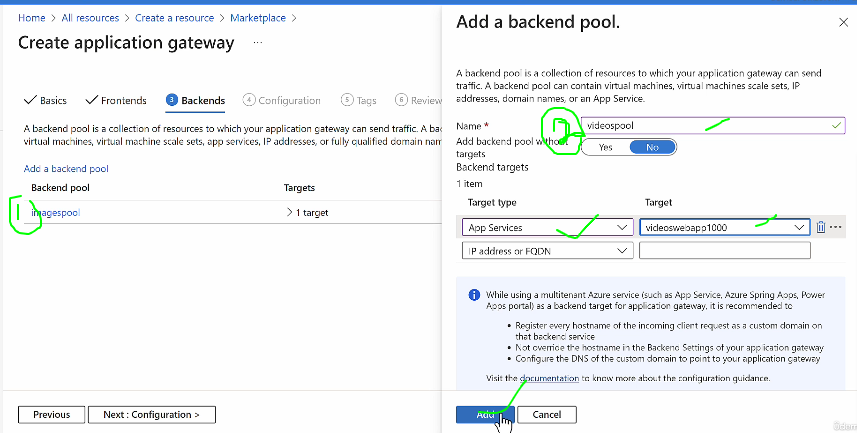 Home > All resources > Create a resource > Marketplace >
Create application gateway ...
Basics
Frontends
3 Backends
4 Configuration
5 Tags
6 Review
A backend pool is a collection of resources to which your application gateway can send traffic. A bac
virtual machines, virtual machine scale sets, app services, IP addresses, or fully qualified domain nam
Add a backend pool
Backend pool
Targets
1
imagespool
> 1 target
Previous
Next : Configuration >
Add a backend pool.
A backend pool is a collection of resources to which your application gateway can send
traffic. A backend pool can contain virtual machines, virtual machine scale sets, IP
addresses, domain names, or an App Service.
Name *
videospool
Add backend pool without
targets
Yes
No
Backend targets
1 item
Target type
Target
App Services
videoswebapp1000
IP address or FQDN
While using a multitenant Azure service (such as App Service, Azure Spring Apps, Power
Apps portal) as a backend target for application gateway, it is recommended to
• Register every hostname of the incoming client request as a custom domain on
that backend service
• Not override the hostname in the Backend Settings of your application gateway
• Configure the DNS of the custom domain to point to your application gateway
Visit the documentation to know more about the configuration guidance.
Add
Cancel